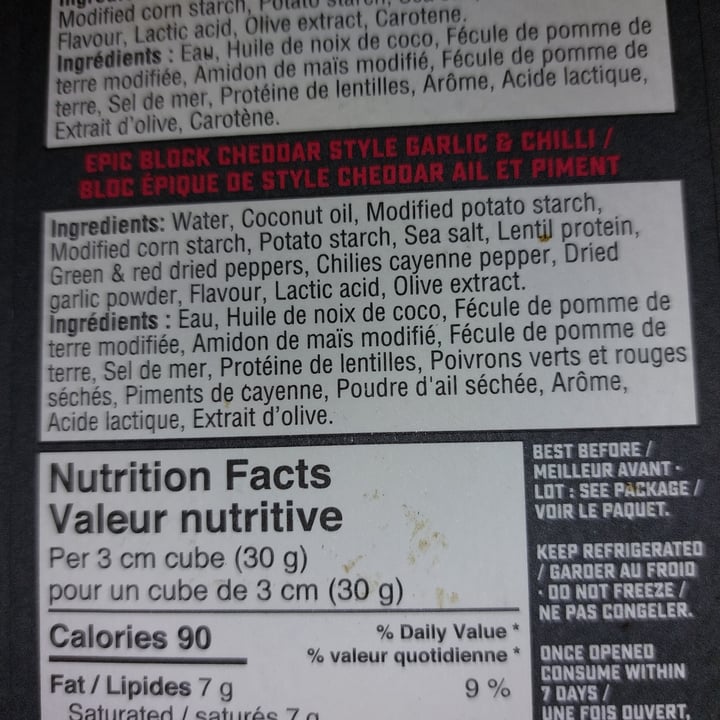 Modified corn starch, Potato starch,
Flavour, Lactic acid, Olive extract, Carotene.
Ingrédients : Eau, Huile de noix de coco, Fécule de pomme de
terre modifiée, Amidon de maïs modifié, Fécule de pomme de
terre, Sel de mer, Protéine de lentilles, Arôme, Acide lactique,
Extrait d'olive, Carotène.
EPIC BLOCK CHEDDAR STYLE GARLIC & CHILLI /
BLOC ÉPIQUE DE STYLE CHEDDAR AIL ET PIMENT
Ingredients: Water, Coconut oil, Modified potato starch,
Modified corn starch, Potato starch, Sea salt, Lentil protein,
Green & red dried peppers, Chilies cayenne pepper, Dried
garlic powder, Flavour, Lactic acid, Olive extract.
Ingrédients : Eau, Huile de noix de coco, Fécule de pomme de
terre modifiée, Amidon de maïs modifié, Fécule de pomme de
terre, Sel de mer, Protéine de lentilles, Poivrons verts et rouges
séchés, Piments de cayenne, Poudre d'ail séchée, Arôme,
Acide lactique, Extrait d'olive.
Nutrition Facts
Valeur nutritive
Per 3 cm cube (30 g)
pour un cube de 3 cm (30 g)
Calories 90
% Daily Value *
% valeur quotidienne *
Fat / Lipides 7 g 9 %
Saturated / saturés 7 g
BEST BEFORE /
MEILLEUR AVANT ·
LOT : SEE PACKAGE /
VOIR LE PAQUET.
KEEP REFRIGERATED
/ GARDER AU FROID
· DO NOT FREEZE /
NE PAS CONGELER.
ONCE OPENED
CONSUME WITHIN
7 DAYS /
UNE FOIS OUVERT,